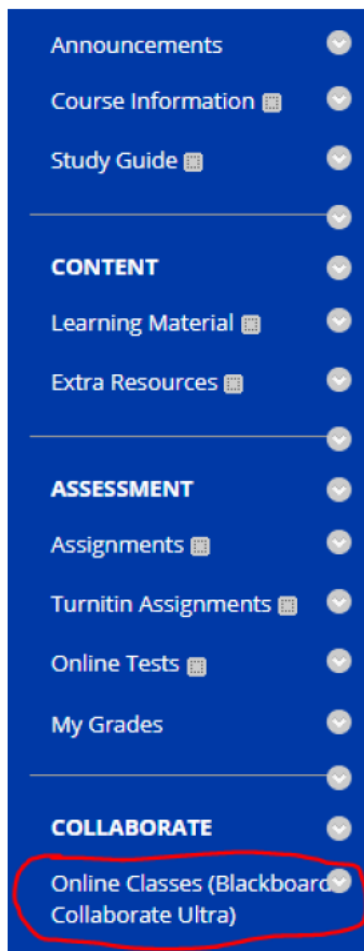 Announcements
Course Information
Study Guide
CONTENT
Learning Material
Extra Resources
ASSESSMENT
Assignments
Turnitin Assignments
Online Tests
My Grades
COLLABORATE
Online Classes (Blackboard
Collaborate Ultra)